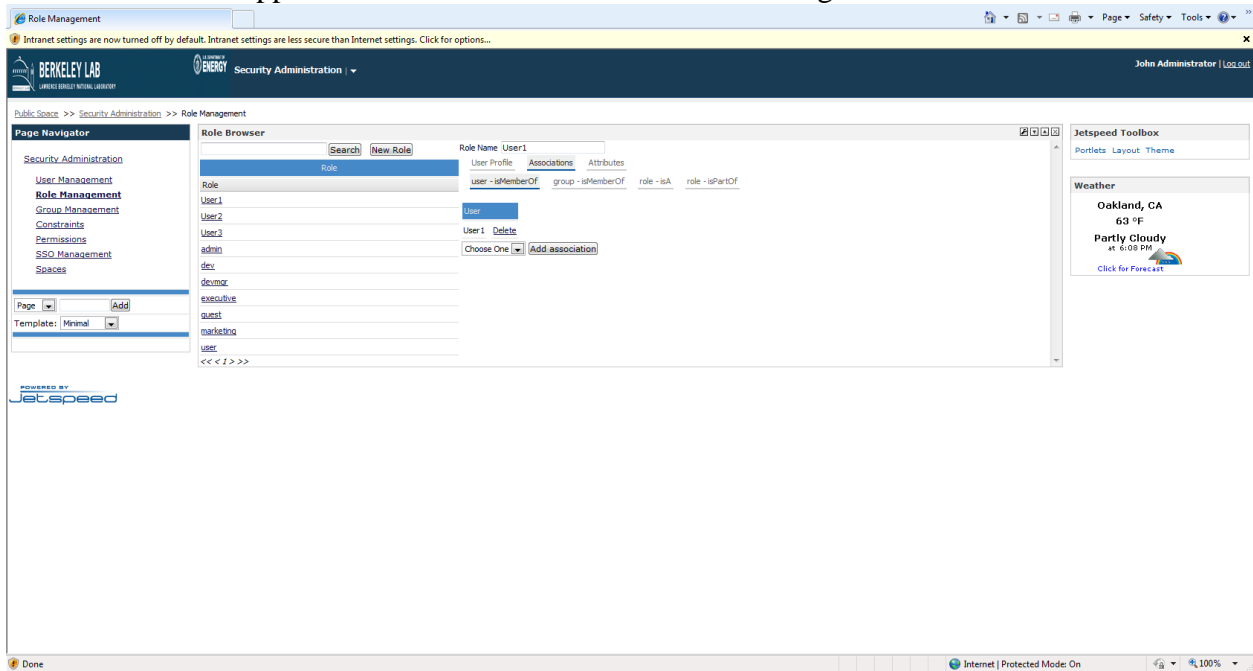 Role Management
Page Safety Tools
Intranet settings are now turned off by default. Intranet settings are less secure than Internet settings. Click for options...
BERKELEY LAB
LAWRENCE BERKELEY NATIONAL LABORATORY
U.S. DEPARTMENT OF
ENERGY
Security Administration |
John Administrator | Log out
Public Space >> Security Administration >> Role Management
Page Navigator
Security Administration
User Management
Role Management
Group Management
Constraints
Permissions
SSO Management
Spaces
Page Add
Template: Minimal
POWERED BY
Jetspeed
Role Browser
Search New Role
Role
Role
User1
User2
User3
admin
dev
devmgr
executive
guest
marketing
user
<< < 1 > >>
Role Name User1
User Profile Associations Attributes
user - isMemberOf group - isMemberOf role - isA role - isPartOf
User
User1 Delete
Choose One Add association
Jetspeed Toolbox
Portlets Layout Theme
Weather
Oakland, CA
63 °F
Partly Cloudy
at 6:08 PM
Click for Forecast
Done
Internet | Protected Mode: On
100%